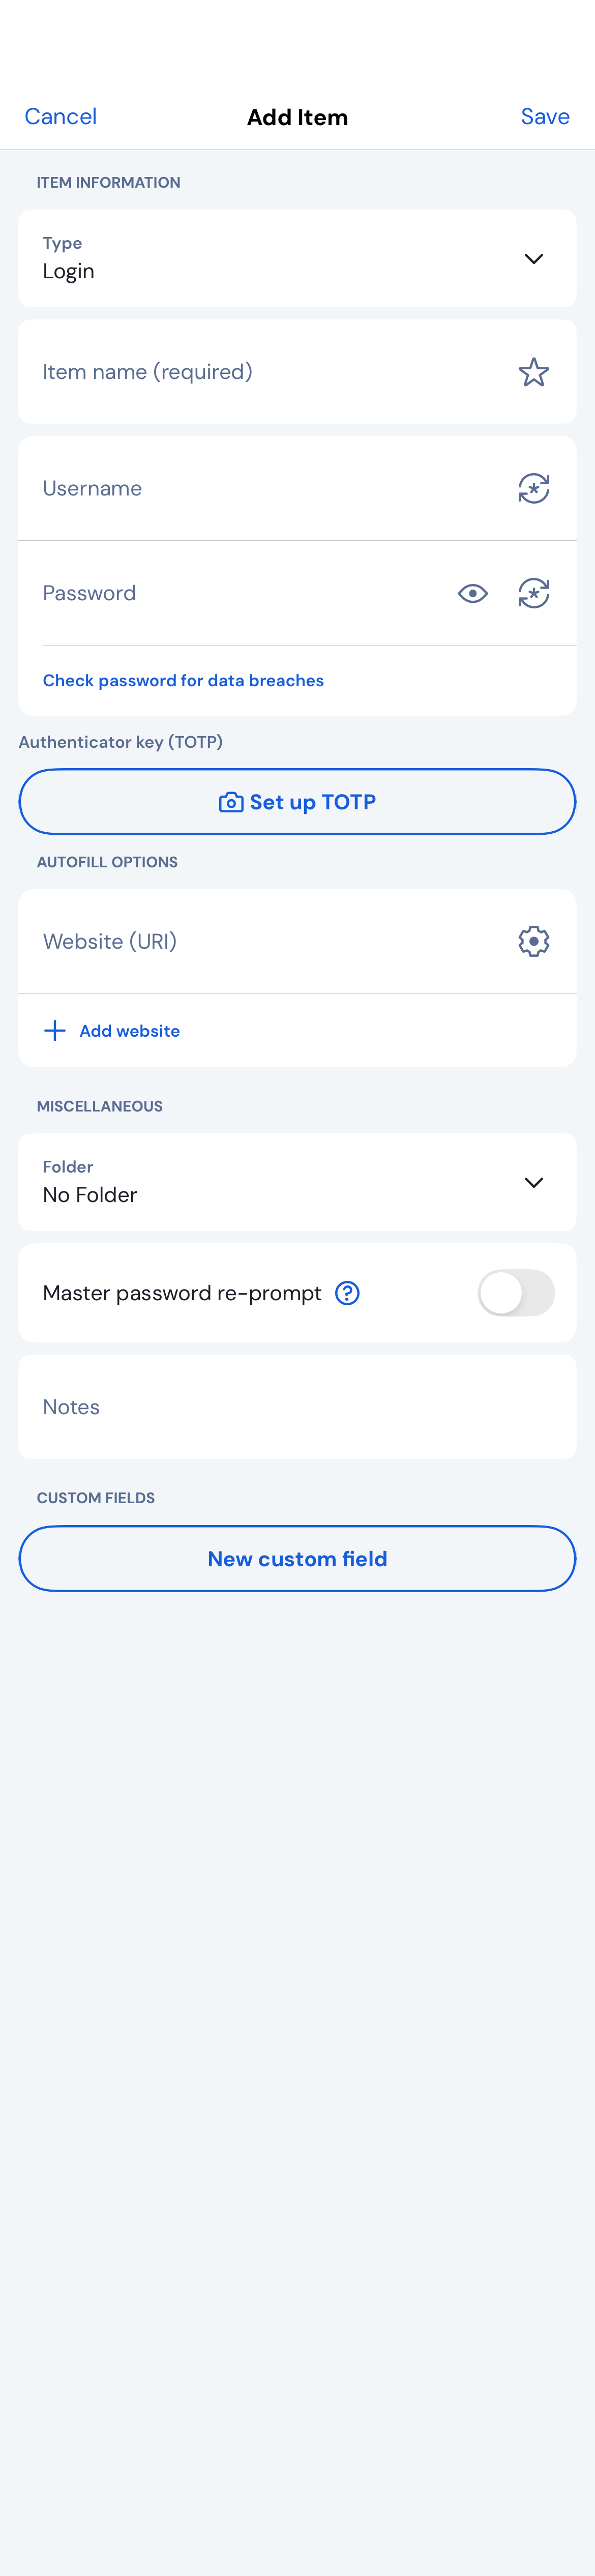 Cancel
Add Item
Save
ITEM INFORMATION
Type
Login
Item name (required)
Username
Password
Check password for data breaches
Authenticator key (TOTP)
Set up TOTP
AUTOFILL OPTIONS
Website (URI)
Add website
MISCELLANEOUS
Folder
No Folder
Master password re-prompt
Notes
CUSTOM FIELDS
New custom field